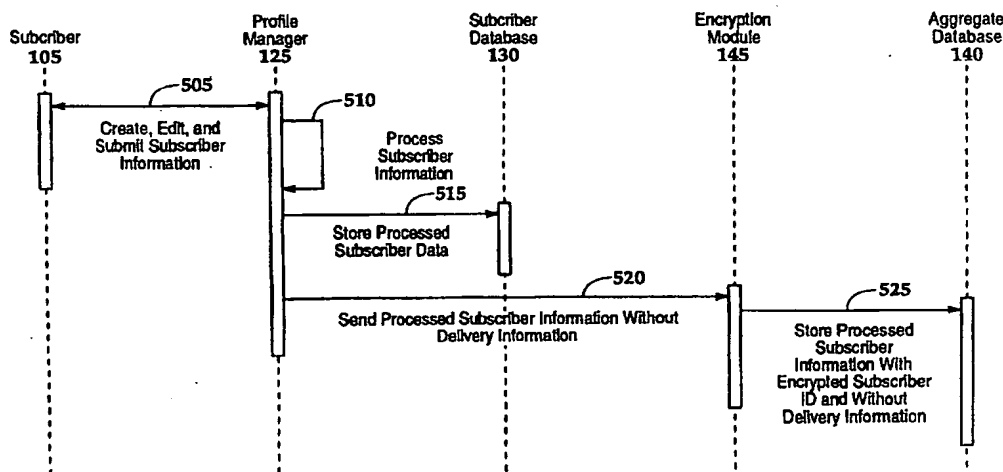 Subcriber
105
Profile
Manager
125
Subcriber
Database
130
Encryption
Module
145
Aggregate
Database
140
505
Create, Edit, and
Submit Subscriber
Information
510
Process
Subscriber
Information
515
Store Processed
Subscriber Data
520
Send Processed Subscriber Information Without
Delivery Information
525
Store Processed
Subscriber
Information With
Encrypted Subscriber
ID and Without
Delivery Information